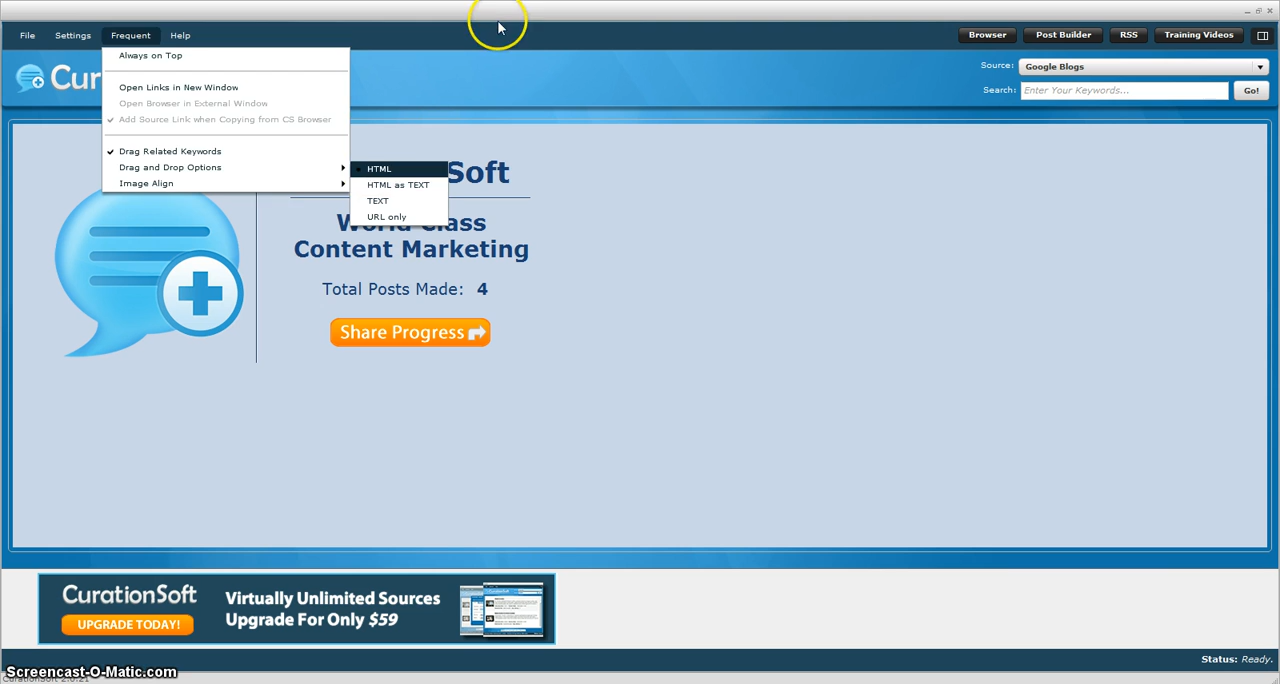 File Settings Frequent Help Browser Post Builder RSS Training Videos
Always on Top
Open Links in New Window
Open Browser in External Window
Add Source Link when Copying from CS Browser
Drag Related Keywords
Drag and Drop Options
Image Align
HTML
HTML as TEXT
TEXT
URL only
Cur
Source: Google Blogs
Search: Enter Your Keywords... Go!
Soft
World Class
Content Marketing
Total Posts Made: 4
Share Progress
CurationSoft
UPGRADE TODAY!
Virtually Unlimited Sources
Upgrade For Only $59
Status: Ready.
Screencast-O-Matic.com